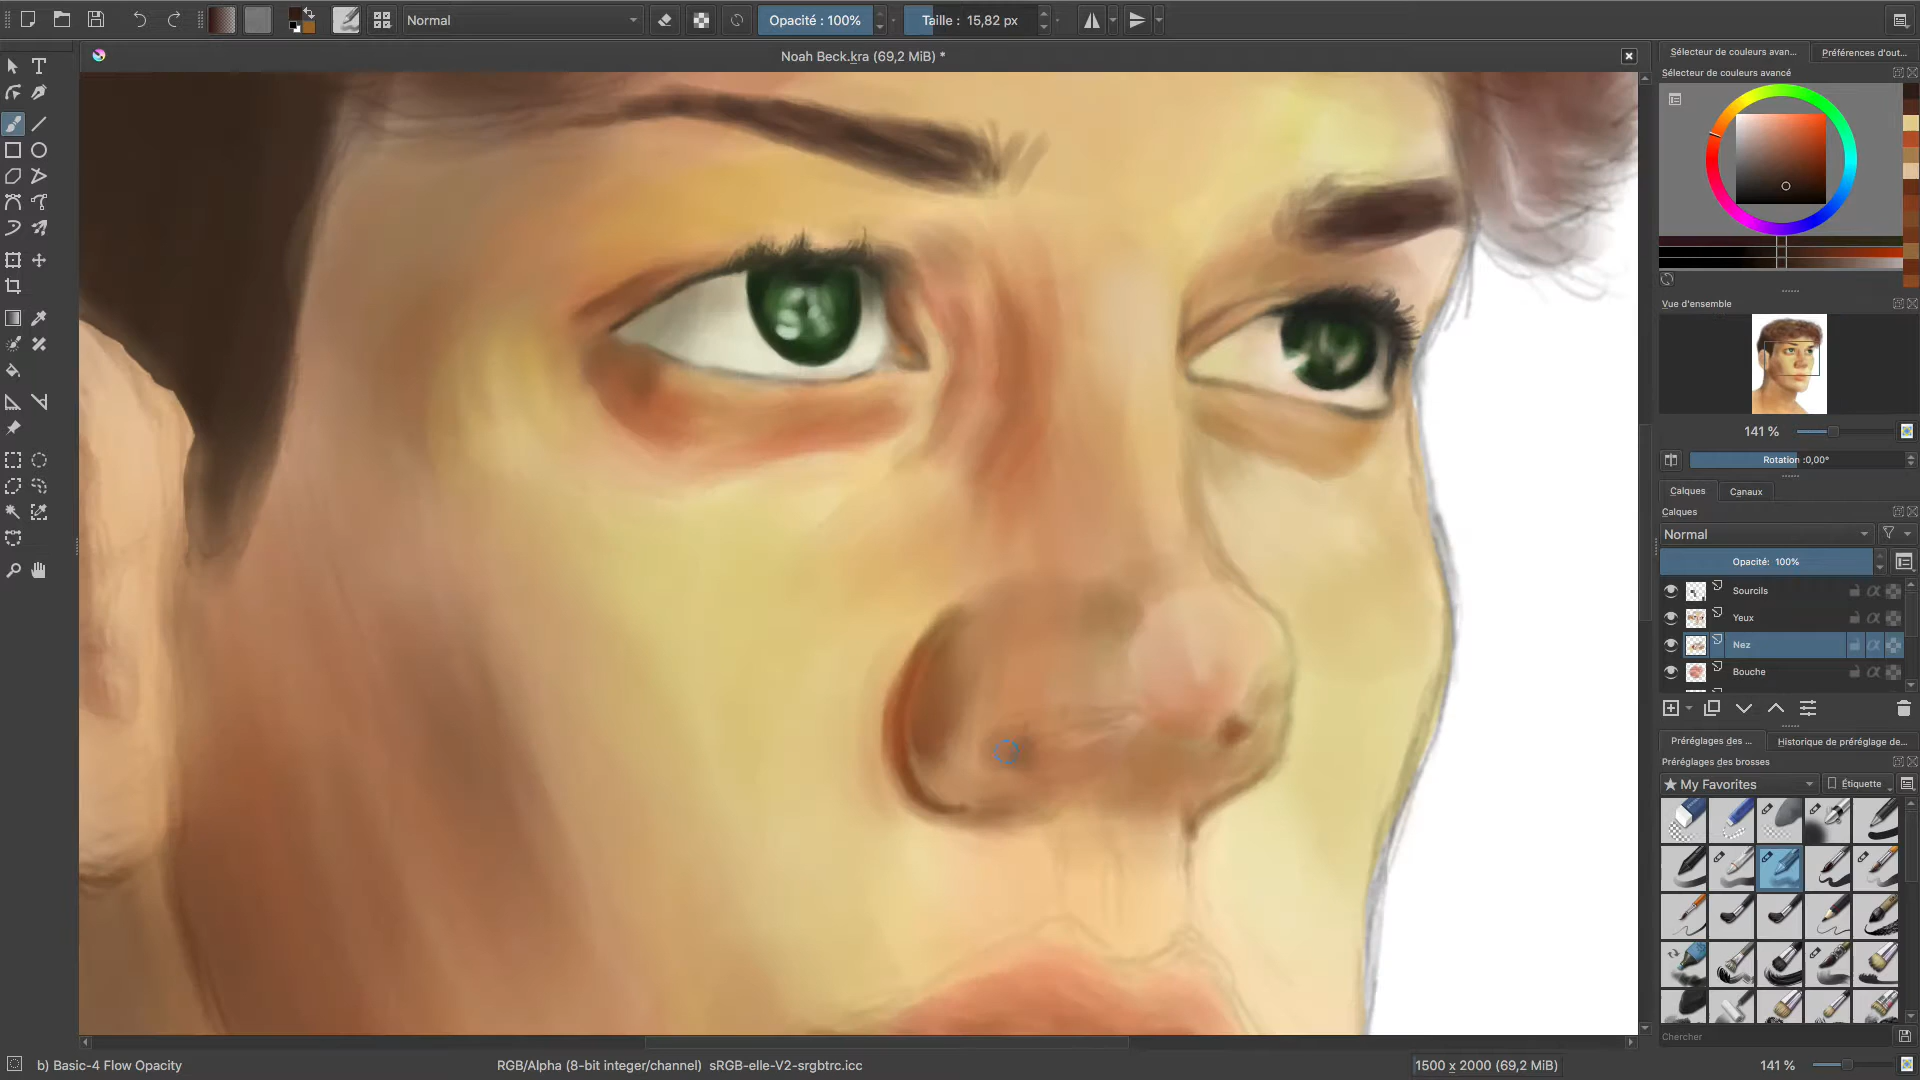 Normal
Opacité : 100%
Taille : 15,82 px
Noah Beck.kra (69,2 MiB) *
Sélecteur de couleurs avan...
Préférences d'out...
Sélecteur de couleurs avancé
Vue d'ensemble
141 %
Rotation :0,00°
Calques
Canaux
Calques
Normal
Opacité: 100%
Sourcils
Yeux
Nez
Bouche
Préréglages des ...
Historique de préréglage de...
Préréglages des brosses
★ My Favorites
Étiquette
Chercher
b) Basic-4 Flow Opacity
RGB/Alpha (8-bit integer/channel) sRGB-elle-V2-srgbtrc.icc
1500 x 2000 (69,2 MiB)
141 %